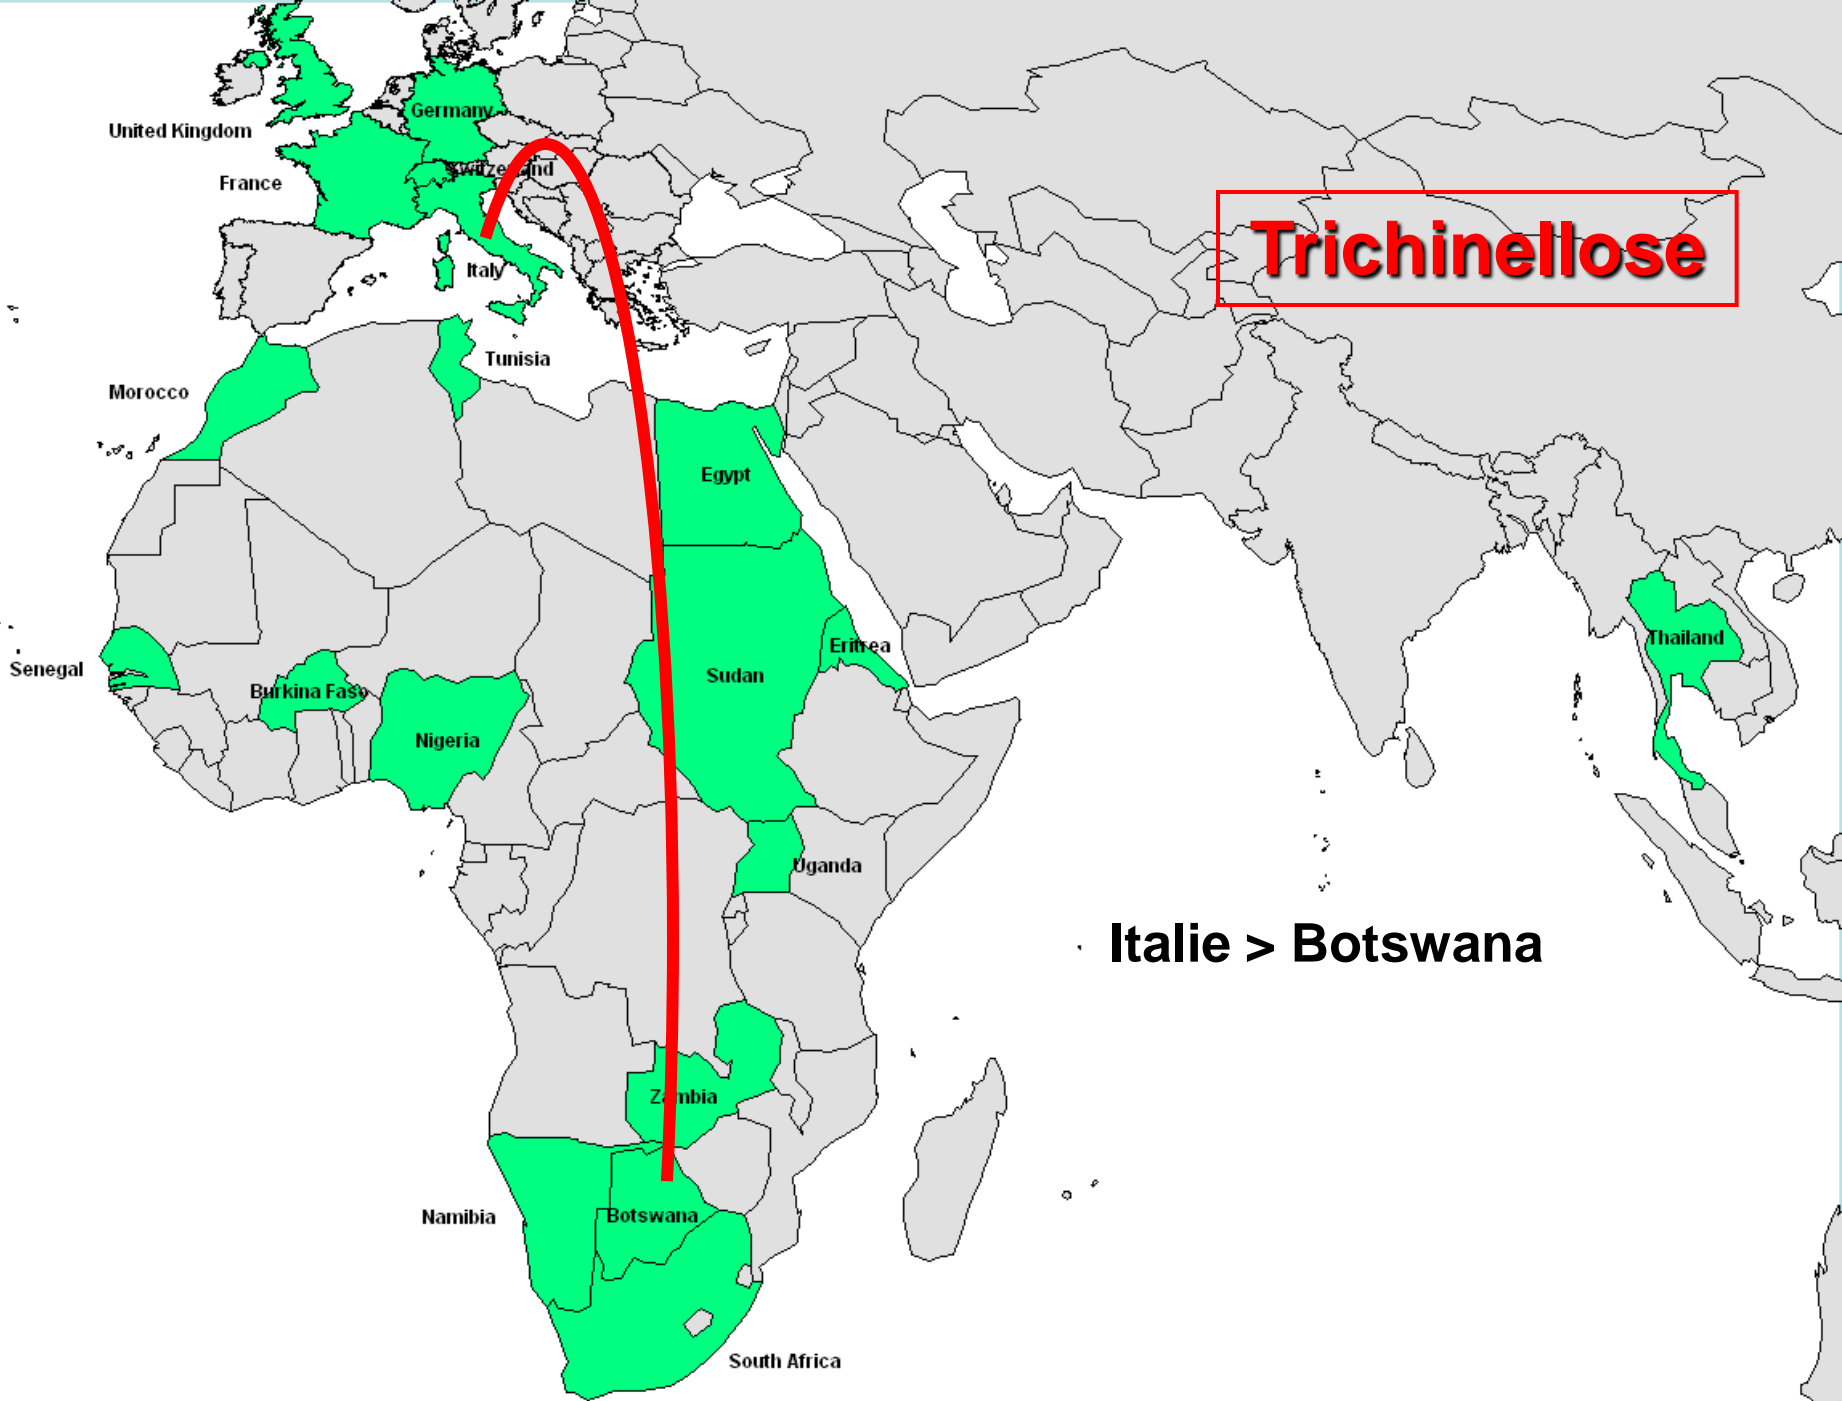 Germany
United Kingdom
Switzerland
France
Trichinellose
Italy
Tunisia
Morocco
Egypt
Thailand
Eritrea
Senegal
Sudan
Burkina Faso
Nigeria
Uganda
Italie > Botswana
Zambia
Namibia
Botswana
South Africa